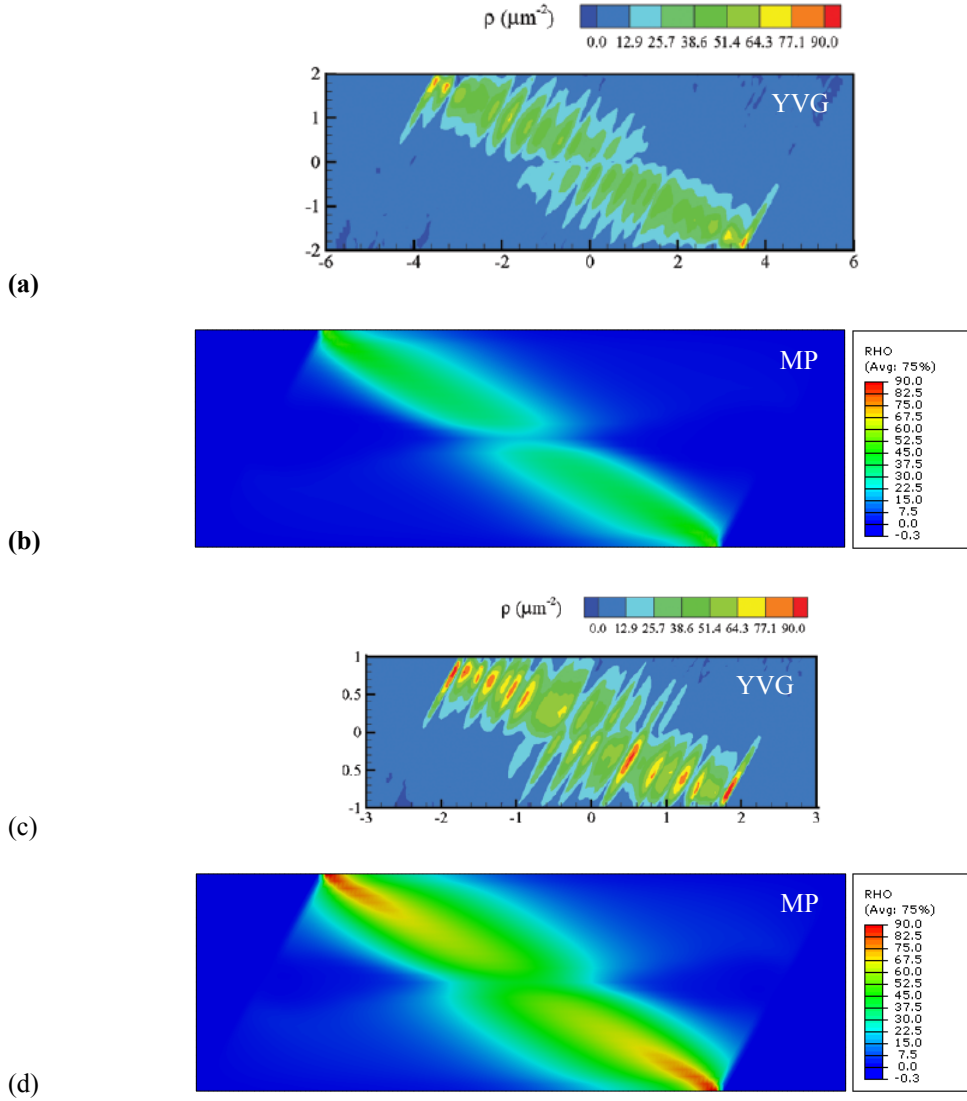 ρ (μm⁻²)
0.0 12.9 25.7 38.6 51.4 64.3 77.1 90.0
YVG
2
1
0
-1
-2
-6 -4 -2 0 2 4 6
(a)
MP
RHO
(Avg: 75%)
90.0
82.5
75.0
67.5
60.0
52.5
45.0
37.5
30.0
22.5
15.0
7.5
0.0
-0.3
(b)
ρ (μm⁻²)
0.0 12.9 25.7 38.6 51.4 64.3 77.1 90.0
YVG
1
0.5
0
0.5
-1
-3 -2 -1 0 1 2 3
(c)
MP
RHO
(Avg: 75%)
90.0
82.5
75.0
67.5
60.0
52.5
45.0
37.5
30.0
22.5
15.0
7.5
0.0
-0.3
(d)